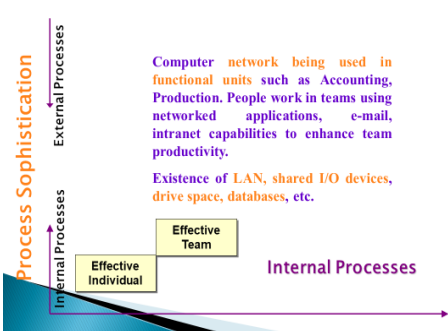 Process Sophistication
External Processes
Internal Processes
Computer network being used in
functional units such as Accounting,
Production. People work in teams using
networked applications, e-mail,
intranet capabilities to enhance team
productivity.
Existence of LAN, shared I/O devices,
drive space, databases, etc.
Effective
Team
Effective
Individual
Internal Processes